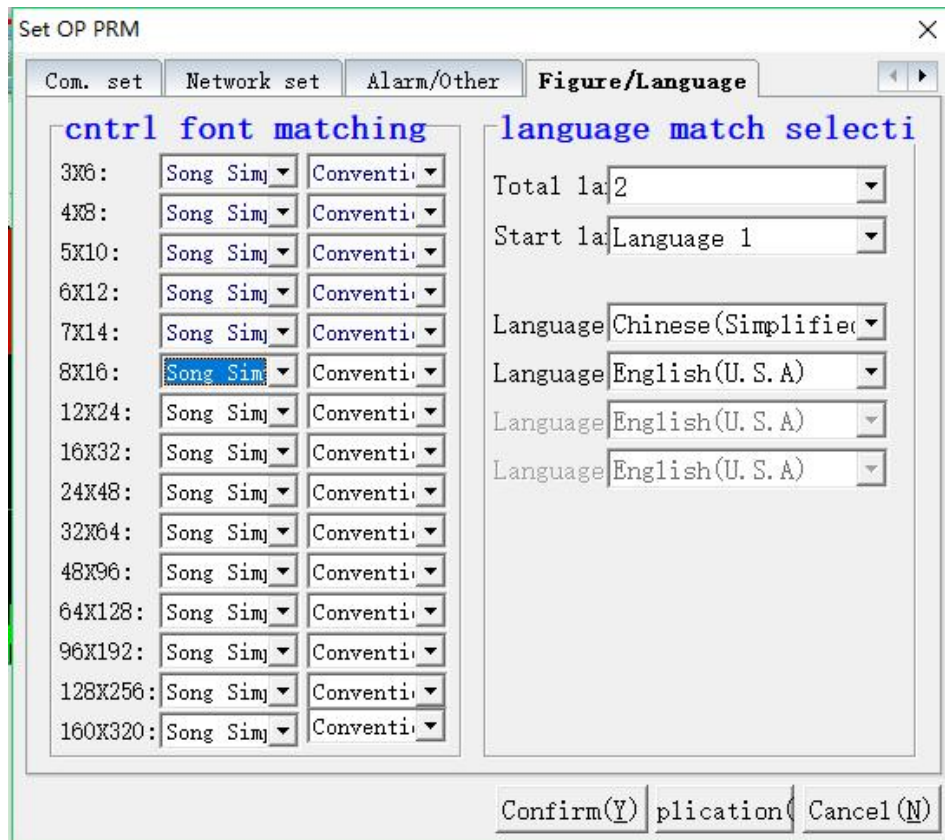 Set OP PRM
Com. set Network set Alarm/Other Figure/Language
cntrl font matching
3X6: Song Sim Conventi
4X8: Song Sim Conventi
5X10: Song Sim Conventi
6X12: Song Sim Conventi
7X14: Song Sim Conventi
8X16: Song Sim Conventi
12X24: Song Sim Conventi
16X32: Song Sim Conventi
24X48: Song Sim Conventi
32X64: Song Sim Conventi
48X96: Song Sim Conventi
64X128: Song Sim Conventi
96X192: Song Sim Conventi
128X256: Song Sim Conventi
160X320: Song Sim Conventi
language match selecti
Total la 2
Start la Language 1
Language Chinese(Simplified
Language English(U.S.A)
Language English(U.S.A)
Language English(U.S.A)
Confirm(Y) plication( Cancel(N)